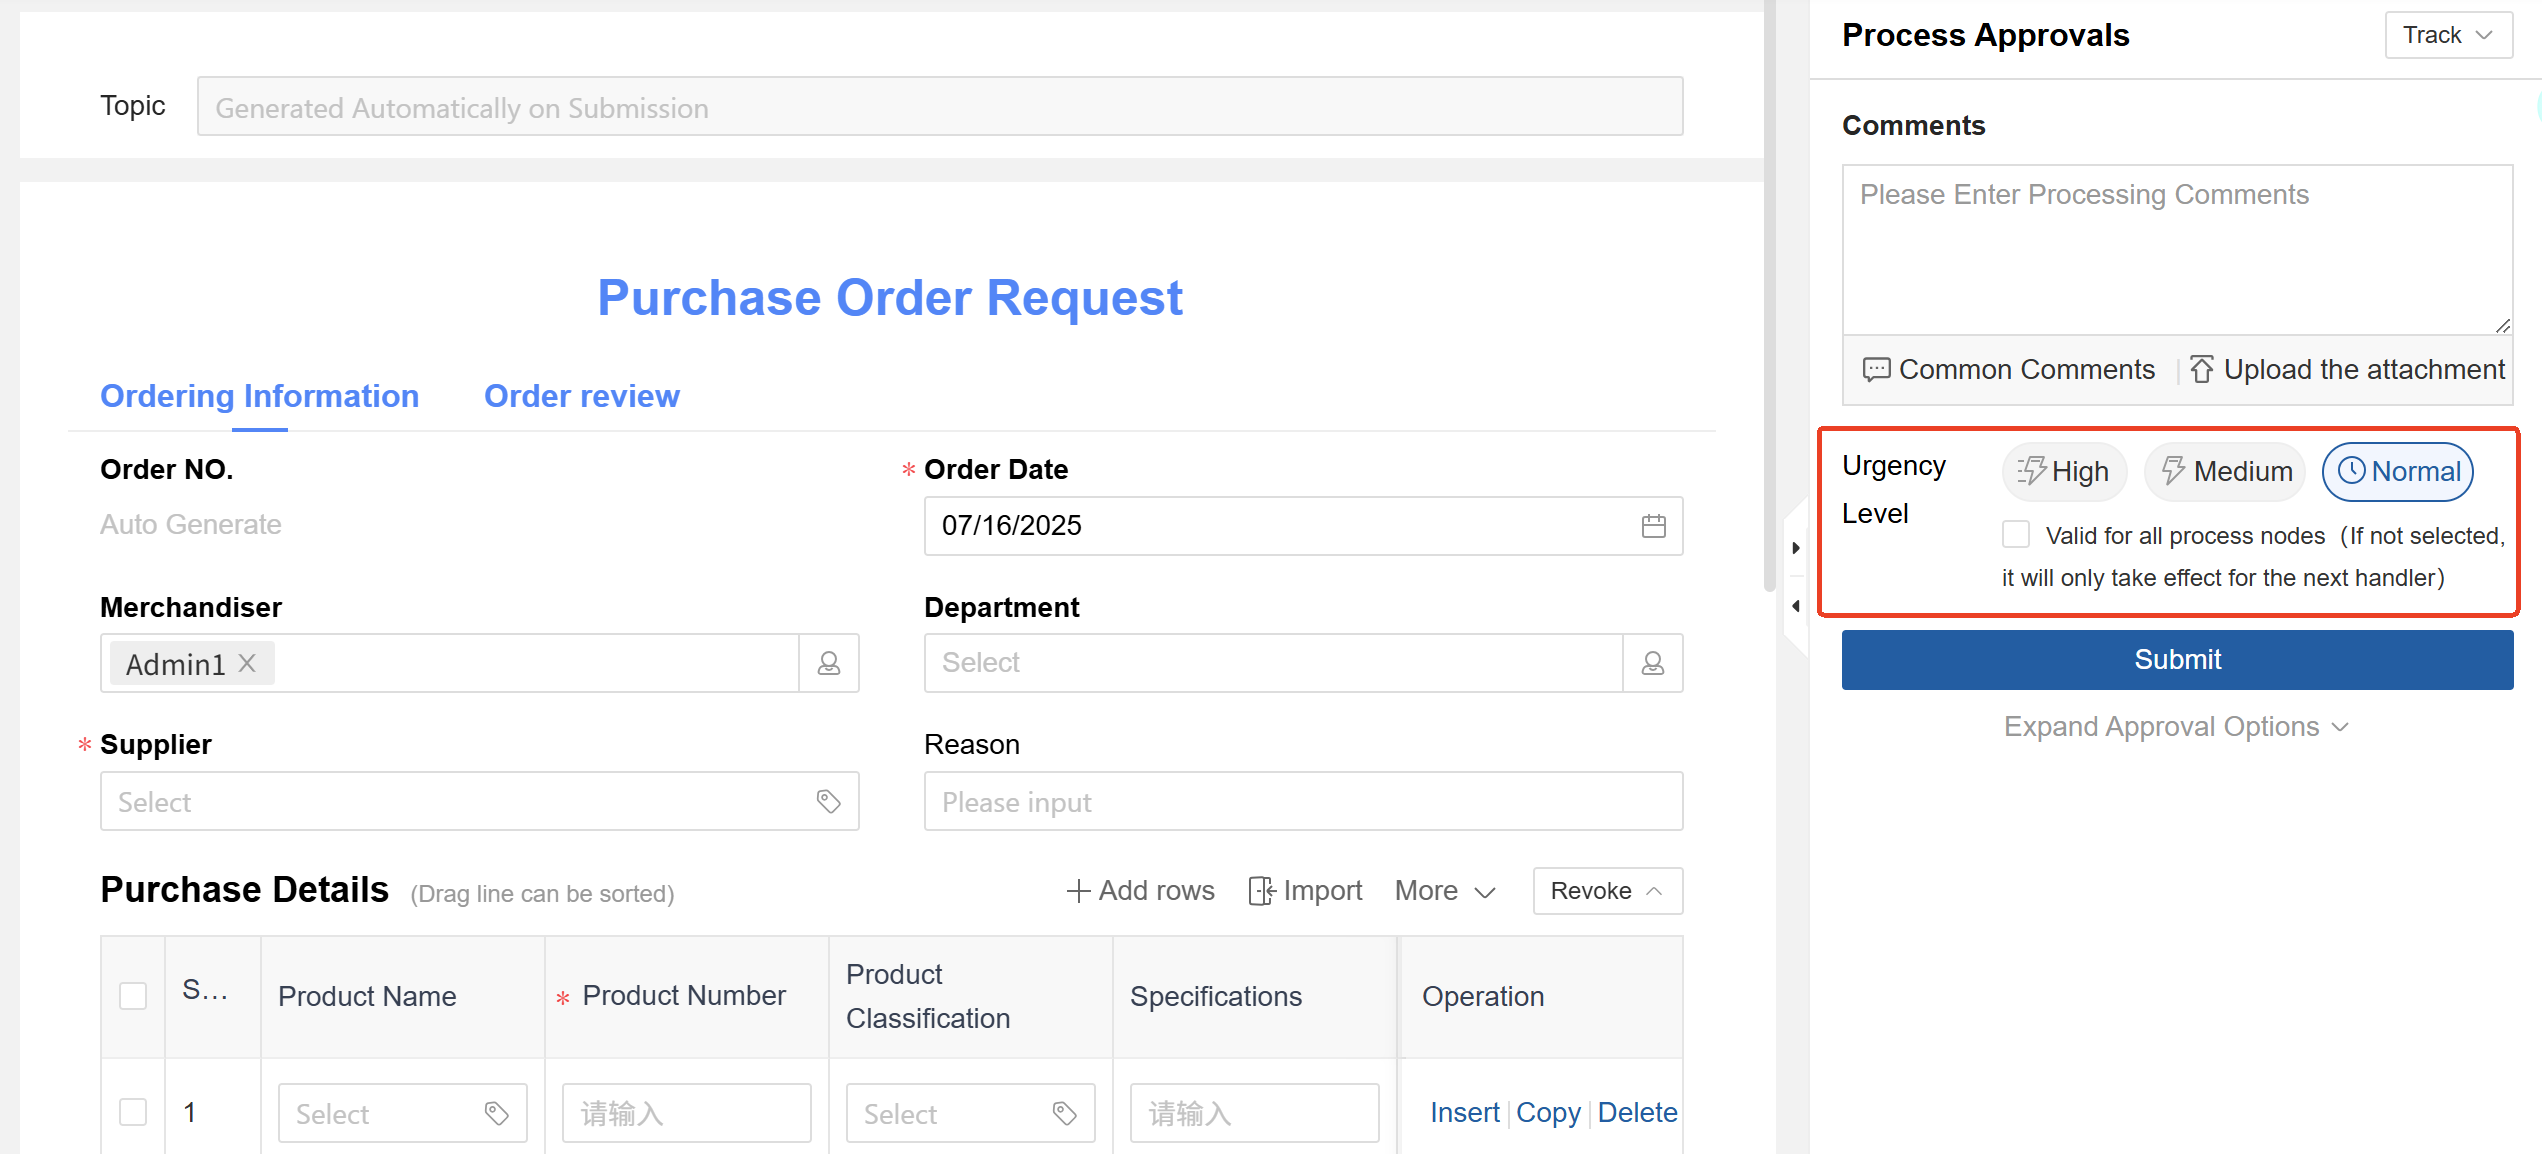 Topic
Generated Automatically on Submission
Purchase Order Request
Ordering Information
Order review
Order NO.
Auto Generate
* Order Date
07/16/2025
Merchandiser
Admin1
Department
Select
* Supplier
Select
Reason
Please input
Purchase Details (Drag line can be sorted)
Add rows
Import
More
Revoke
S...
Product Name
* Product Number
Product
Classification
Specifications
Operation
1
Select
请输入
Select
请输入
Insert
Copy
Delete
Process Approvals
Track
Comments
Please Enter Processing Comments
Common Comments
Upload the attachment
Urgency
Level
High
Medium
Normal
Valid for all process nodes（If not selected,
it will only take effect for the next handler）
Submit
Expand Approval Options